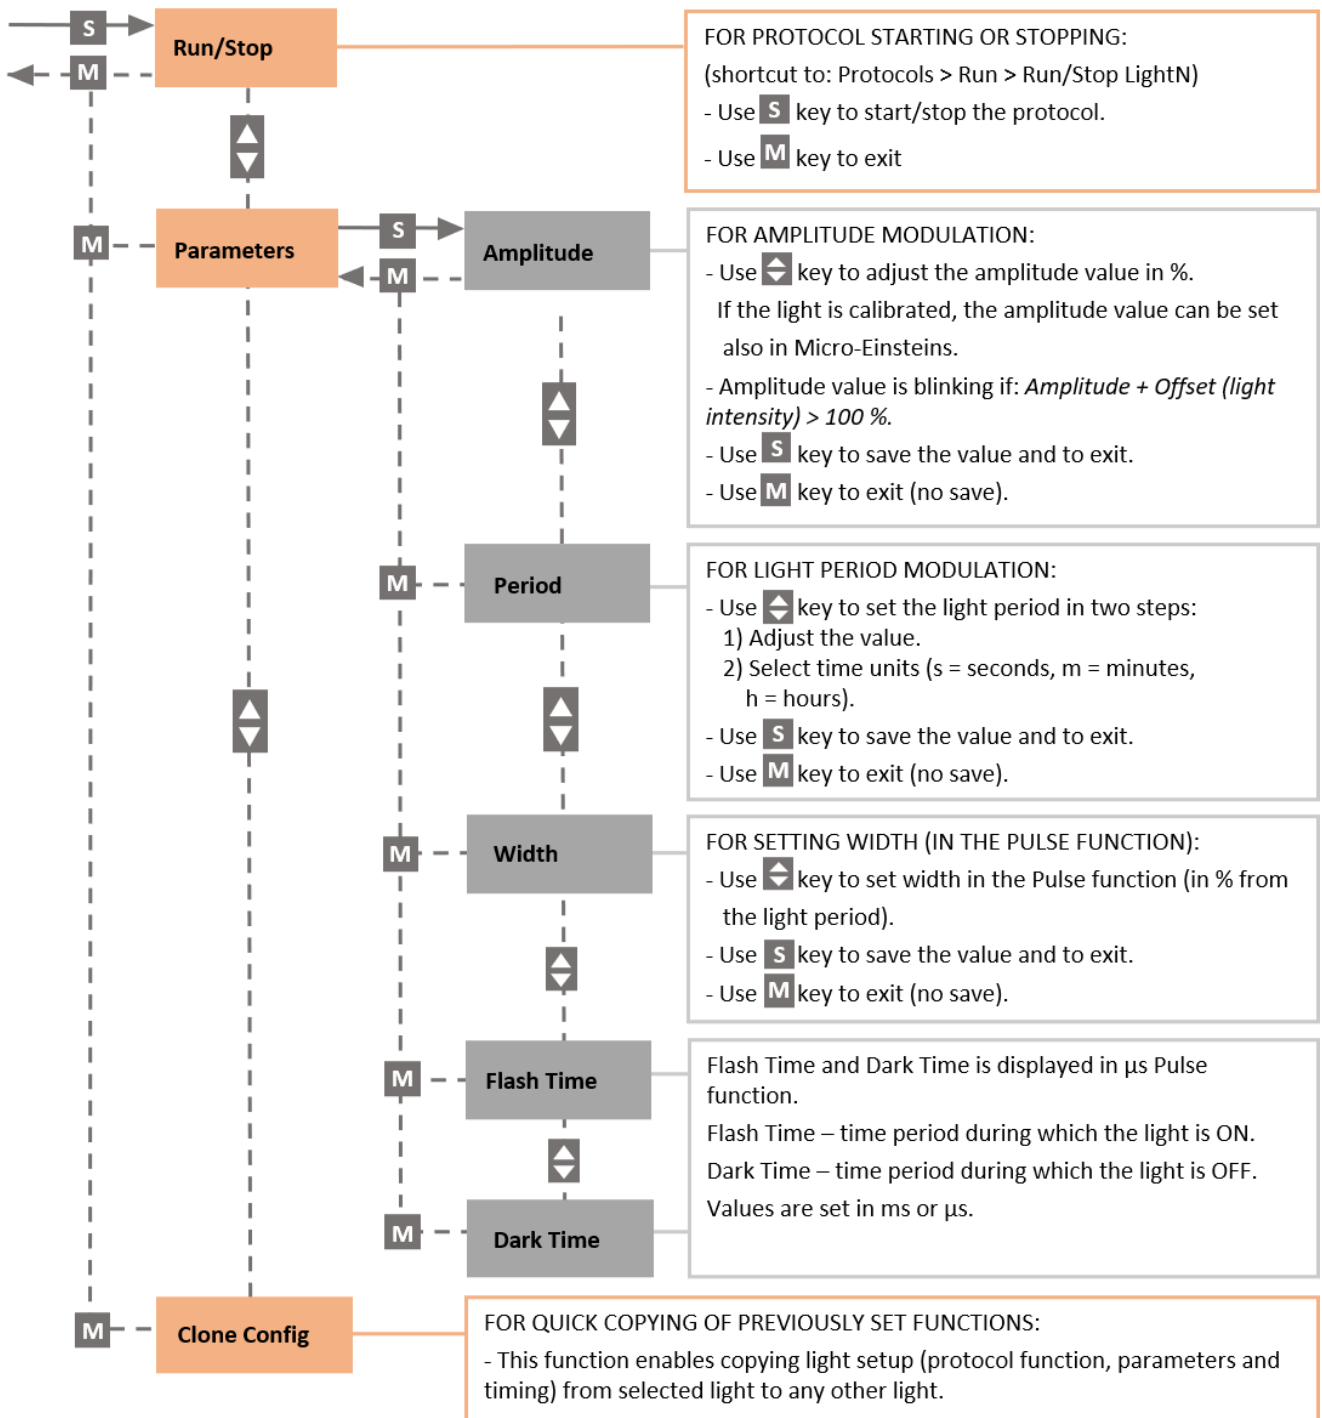 S
Run/Stop
M
FOR PROTOCOL STARTING OR STOPPING:
(shortcut to: Protocols > Run > Run/Stop LightN)
- Use S key to start/stop the protocol.
- Use M key to exit
M
Parameters
S
M
Amplitude
FOR AMPLITUDE MODULATION:
- Use key to adjust the amplitude value in %.
If the light is calibrated, the amplitude value can be set
also in Micro-Einsteins.
- Amplitude value is blinking if: Amplitude + Offset (light
intensity) > 100 %.
- Use S key to save the value and to exit.
- Use M key to exit (no save).
M
Period
FOR LIGHT PERIOD MODULATION:
- Use key to set the light period in two steps:
1) Adjust the value.
2) Select time units (s = seconds, m = minutes,
h = hours).
- Use S key to save the value and to exit.
- Use M key to exit (no save).
M
Width
FOR SETTING WIDTH (IN THE PULSE FUNCTION):
- Use key to set width in the Pulse function (in % from
the light period).
- Use S key to save the value and to exit.
- Use M key to exit (no save).
M
Flash Time
Flash Time and Dark Time is displayed in µs Pulse
function.
Flash Time – time period during which the light is ON.
Dark Time – time period during which the light is OFF.
Values are set in ms or µs.
M
Dark Time
M
Clone Config
FOR QUICK COPYING OF PREVIOUSLY SET FUNCTIONS:
- This function enables copying light setup (protocol function, parameters and
timing) from selected light to any other light.